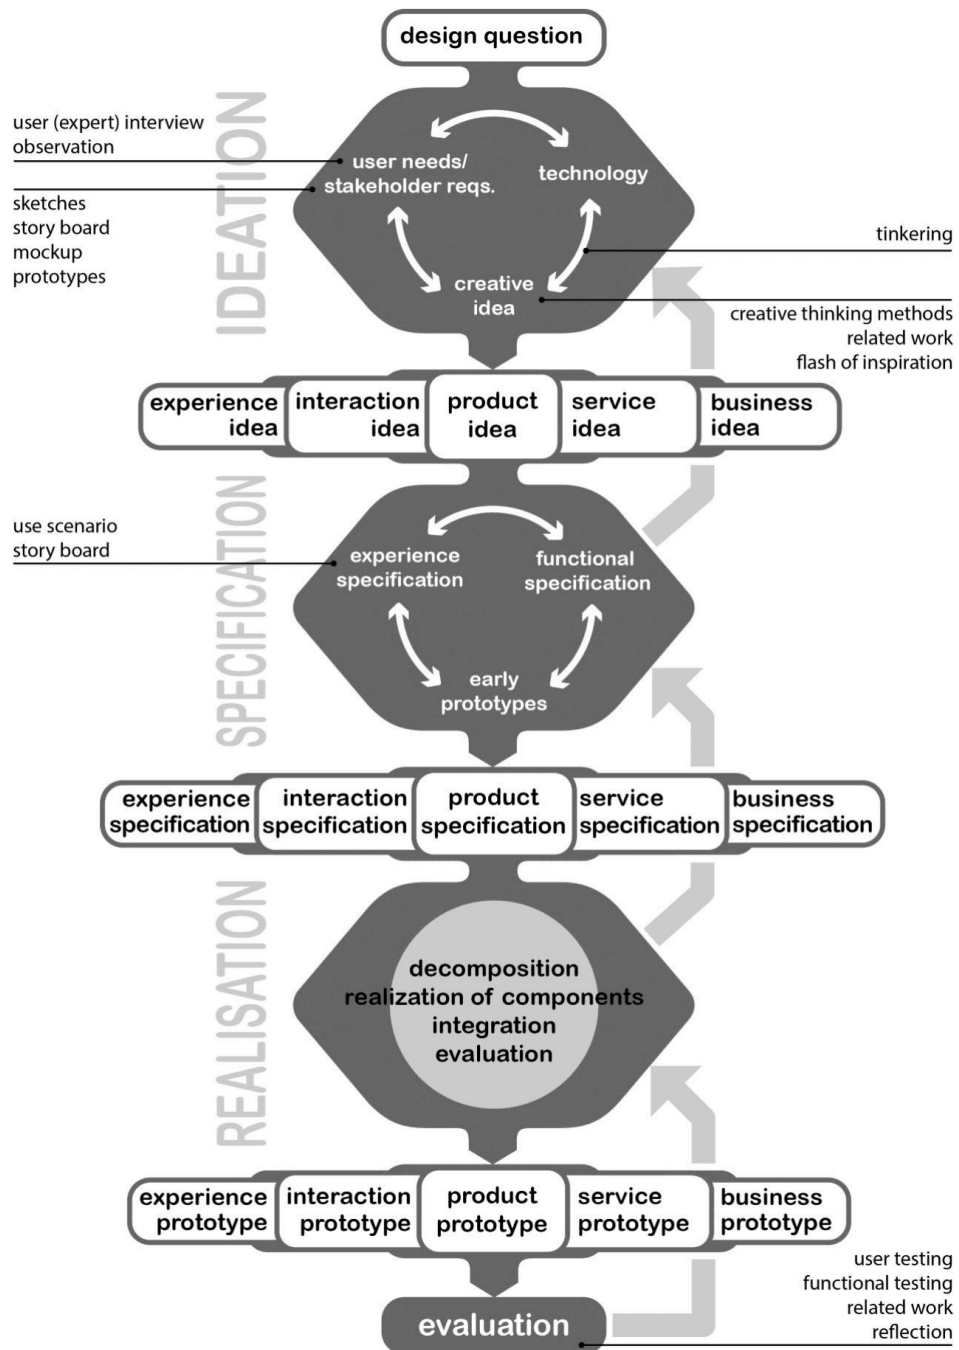 design question
IDEATION
user (expert) interview
observation
sketches
story board
mockup
prototypes
user needs/
stakeholder reqs.
technology
creative
idea
tinkering
creative thinking methods
related work
flash of inspiration
experience
idea
interaction
idea
product
idea
service
idea
business
idea
SPECIFICATION
use scenario
story board
experience
specification
functional
specification
early
prototypes
experience
specification
interaction
specification
product
specification
service
specification
business
specification
REALISATION
decomposition
realization of components
integration
evaluation
experience
prototype
interaction
prototype
product
prototype
service
prototype
business
prototype
evaluation
user testing
functional testing
related work
reflection